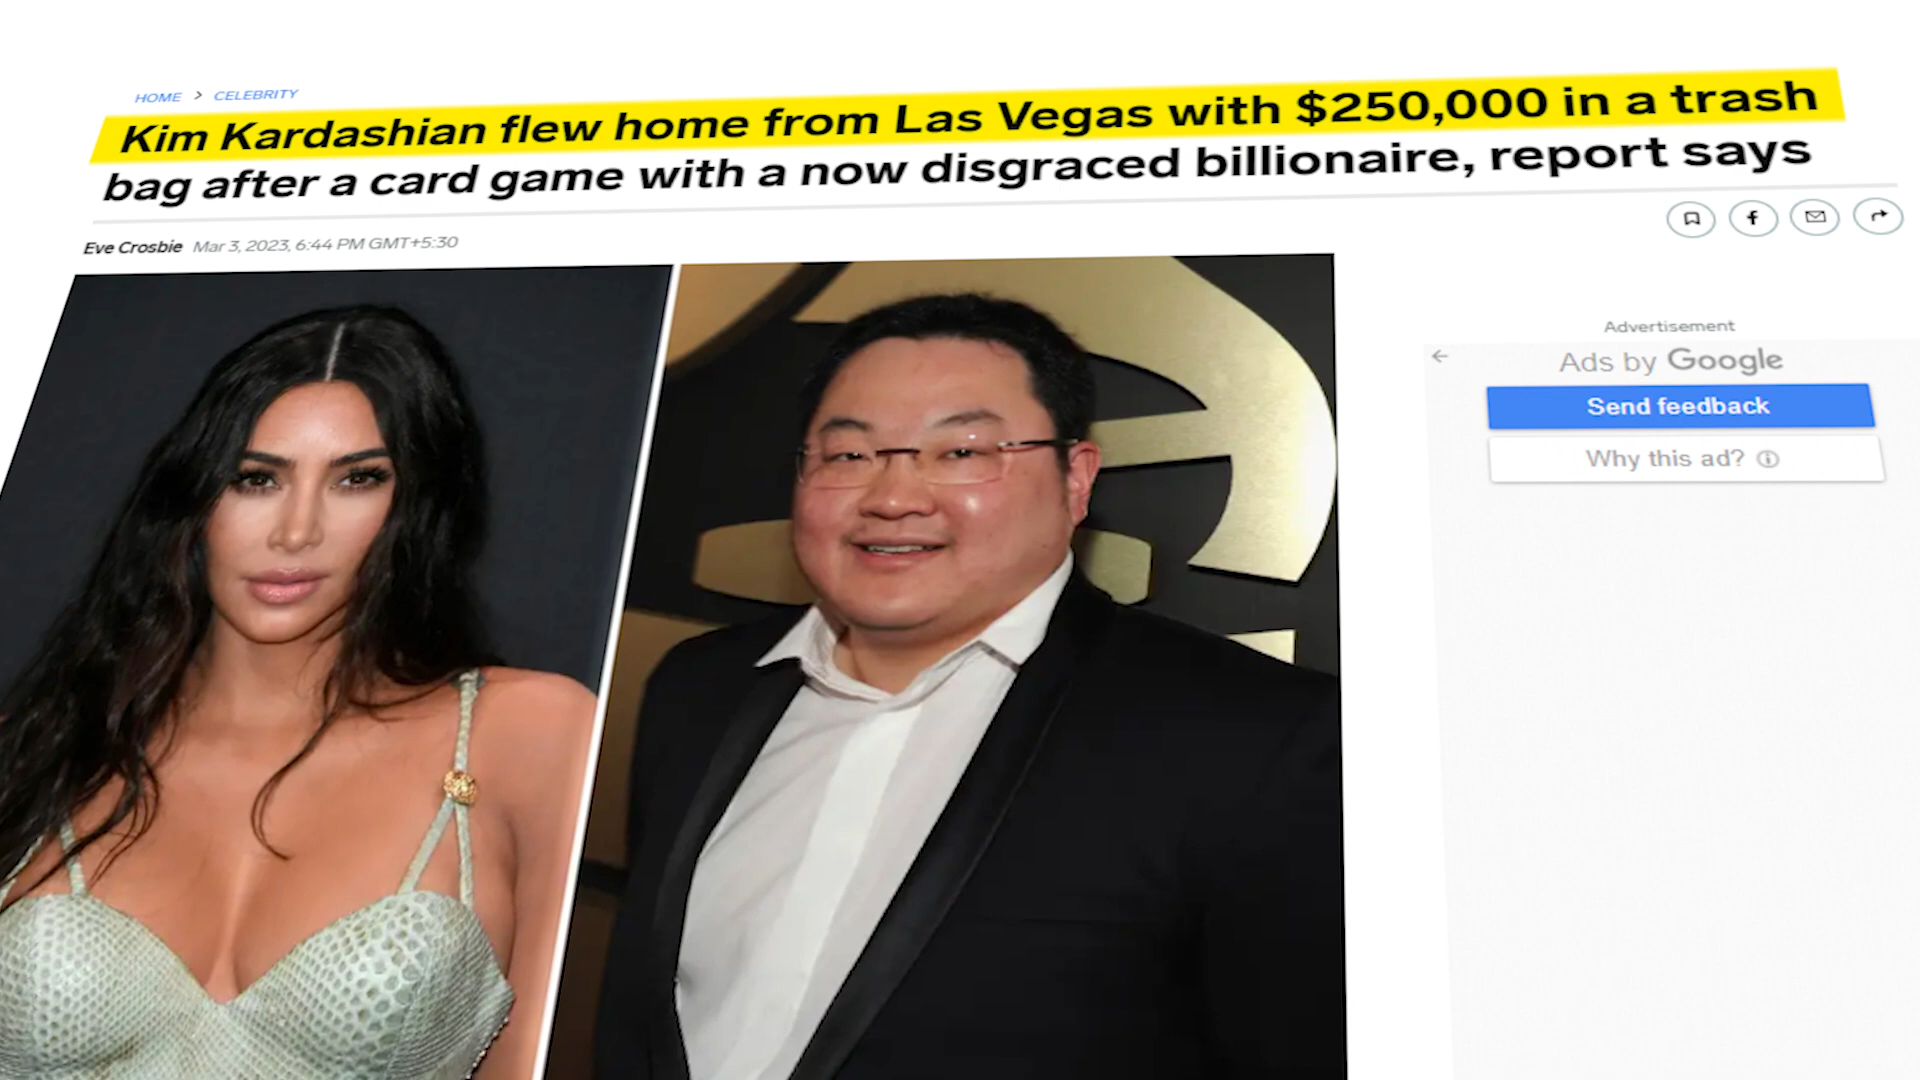 HOME > CELEBRITY
Kim Kardashian flew home from Las Vegas with $250,000 in a trash
bag after a card game with a now disgraced billionaire, report says
Eve Crosbie Mar 3, 2023, 6:44 PM GMT+5:30
Advertisement
Ads by Google
Send feedback
Why this ad?